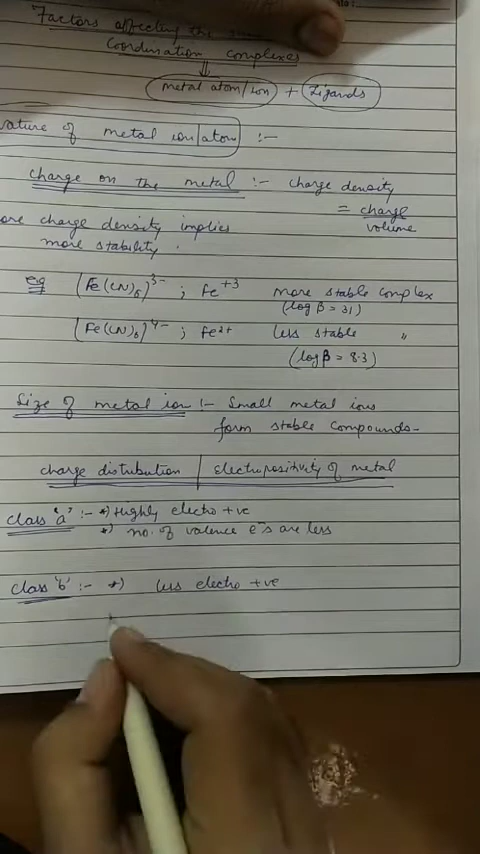 Factors affecting the
Coordination complexes
⇓
metal atom/ion + Ligands
nature of metal ion/atom :-
charge on the metal :- charge density
= charge
volume
ore charge density implies
more stability.
eg [Fe(CN)6]3- ; Fe+3 more stable complex
(log β = 31)
[Fe(CN)6]4- ; Fe2+ less stable "
(log β = 8.3)
Size of metal ion :- Small metal ions
form stable compounds-
charge distribution | electropositivity of metal
class 'a' :- *) Highly electro +ve
*) no. of valence e-s are less
class 'b' :- *) less electro +ve